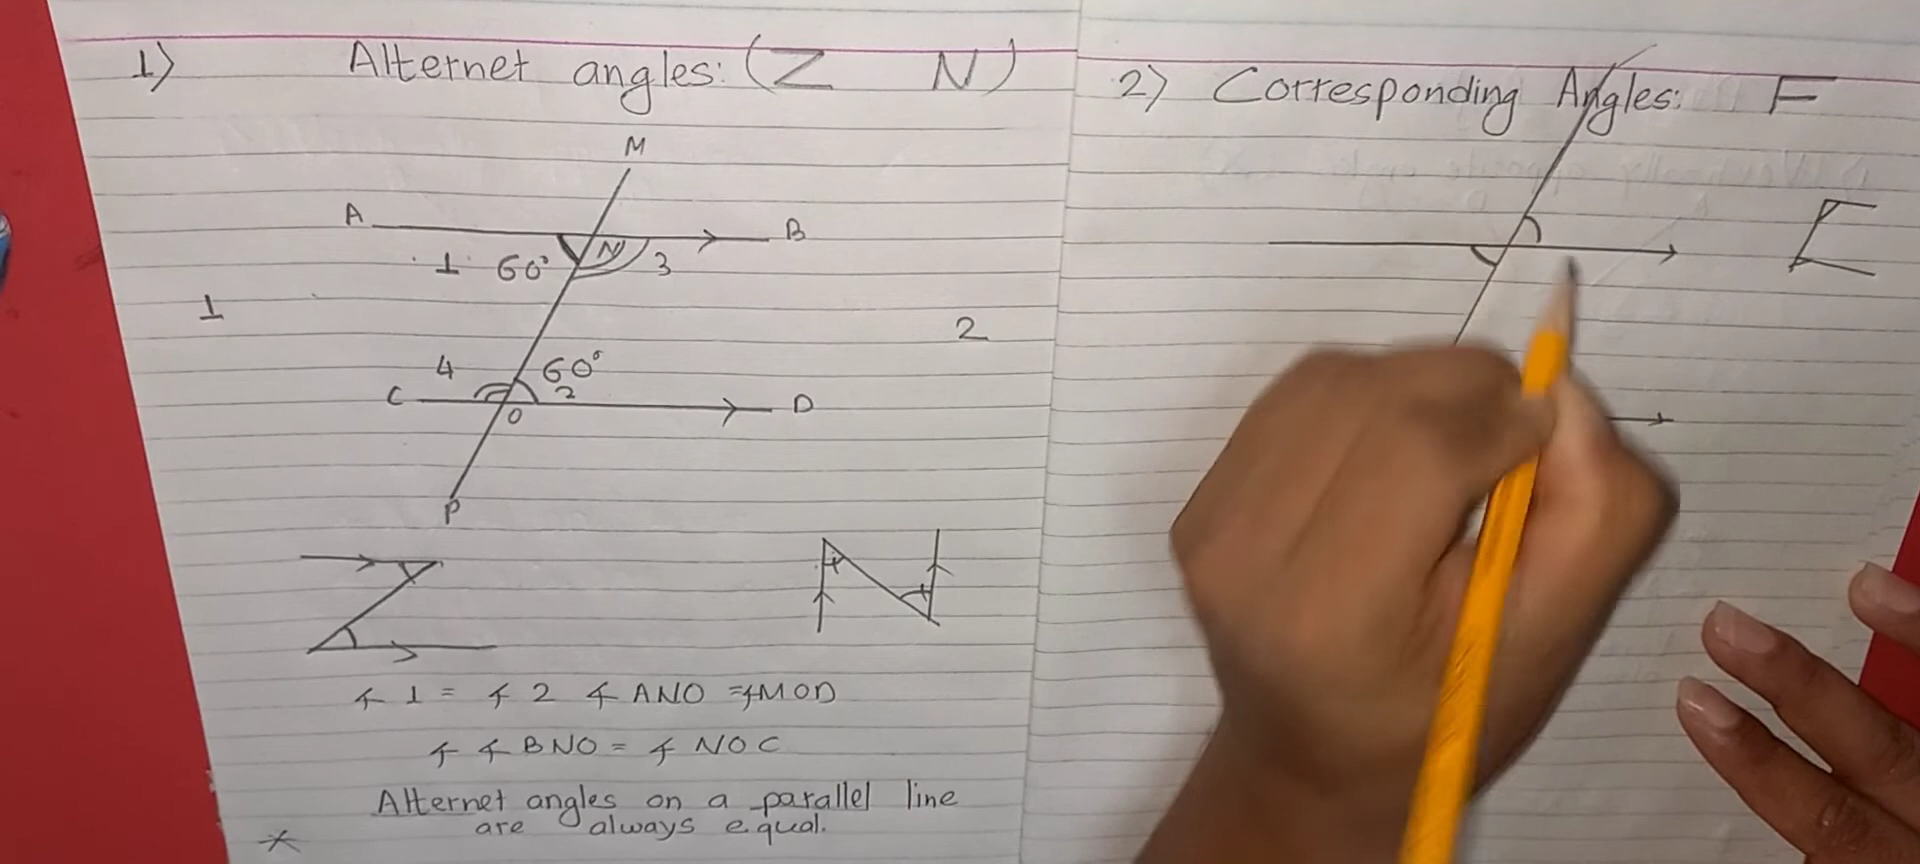 1) Alternet angles: (Z N)
M
A B
1 60° N 3
1
4 60°
2
C D
O
P
∡ 1 = ∡ 2 ∡ ANO = ∡MOD
∡ ∡ BNO = ∡ NOC
Alternet angles on a parallel line
are always equal.
2
2) Corresponding Angles: F